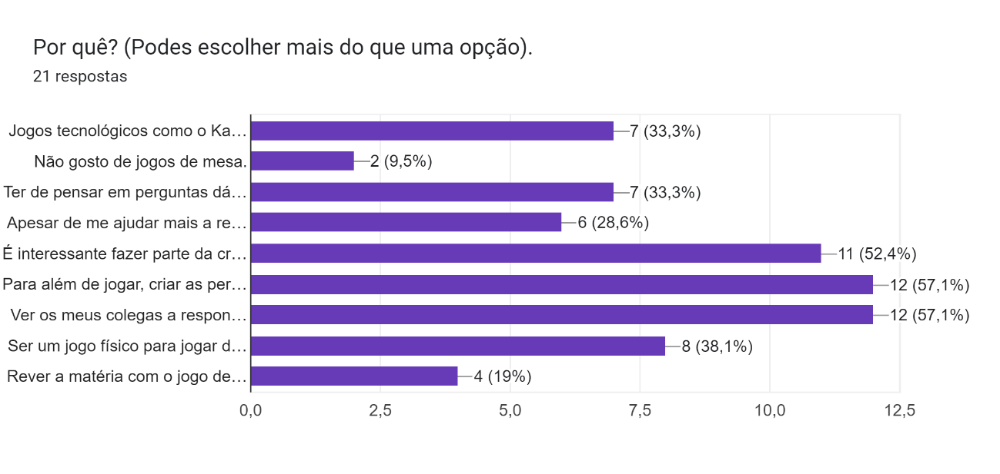 Por quê? (Podes escolher mais do que uma opção).
21 respostas
Jogos tecnológicos como o Ka… 7 (33,3%)
Não gosto de jogos de mesa. 2 (9,5%)
Ter de pensar em perguntas dá… 7 (33,3%)
Apesar de me ajudar mais a re… 6 (28,6%)
É interessante fazer parte da cr… 11 (52,4%)
Para além de jogar, criar as per… 12 (57,1%)
Ver os meus colegas a respon… 12 (57,1%)
Ser um jogo físico para jogar d… 8 (38,1%)
Rever a matéria com o jogo de… 4 (19%)
0,0 2,5 5,0 7,5 10,0 12,5